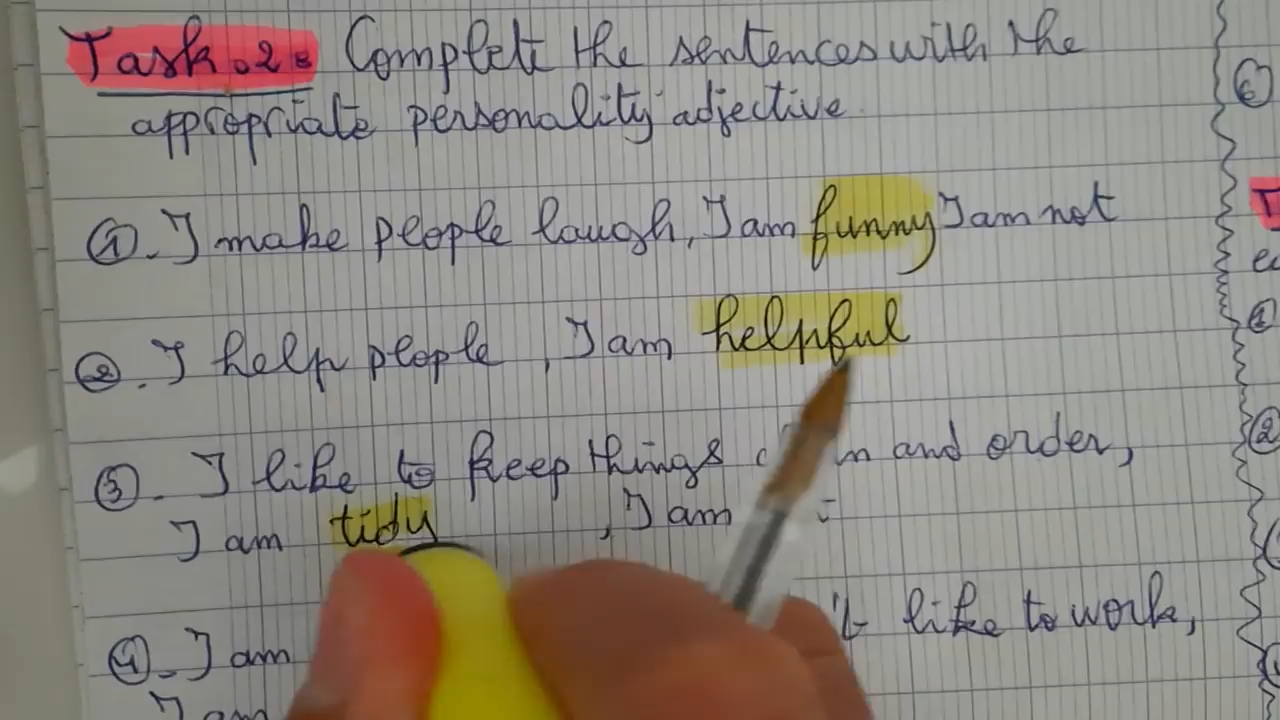 Task.2: Complete the sentences with the
appropriate personality adjective.
①. I make people laugh, I am funny I am not
②. I help people, I am helpful
③. I like to keep things and order,
I am tidy, I am
④. I am like to work,
I am